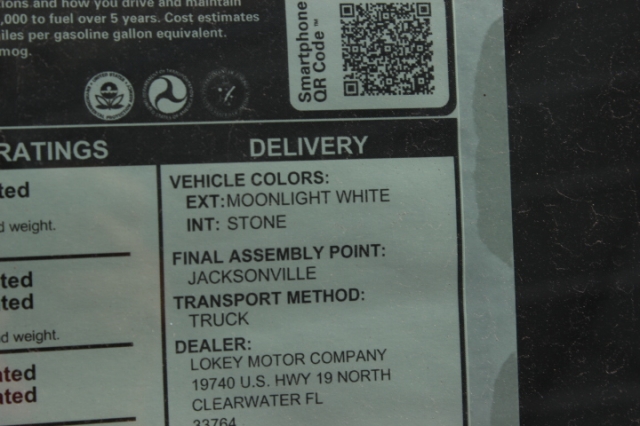 ions and how you drive and maintain
,000 to fuel over 5 years. Cost estimates
iles per gasoline gallon equivalent.
mog.
Smartphone
QR Code™
RATINGS
ted
d weight.
ted
ted
d weight.
ated
ated
DELIVERY
VEHICLE COLORS:
EXT:MOONLIGHT WHITE
INT: STONE
FINAL ASSEMBLY POINT:
JACKSONVILLE
TRANSPORT METHOD:
TRUCK
DEALER:
LOKEY MOTOR COMPANY
19740 U.S. HWY 19 NORTH
CLEARWATER FL
33764